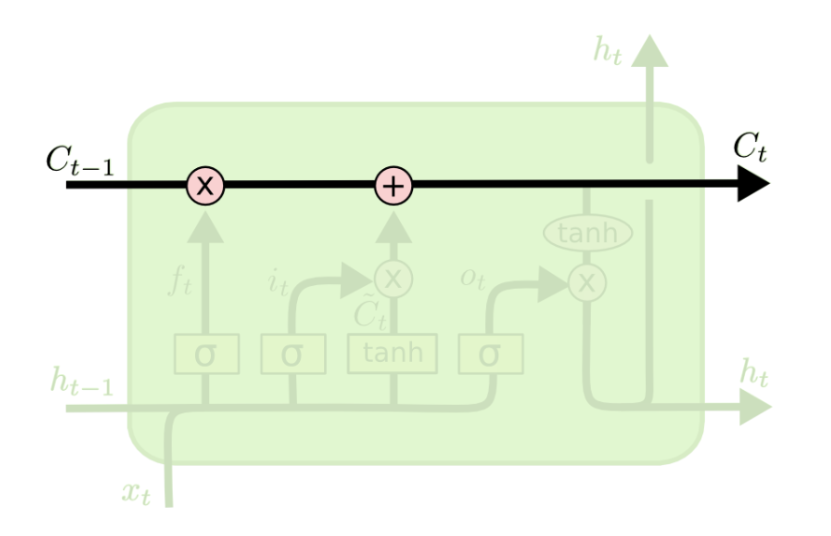 h_t
C_{t-1} C_t
x +
tanh
f_t i_t x o_t x
C̃_t
σ σ tanh σ
h_{t-1} h_t
x_t